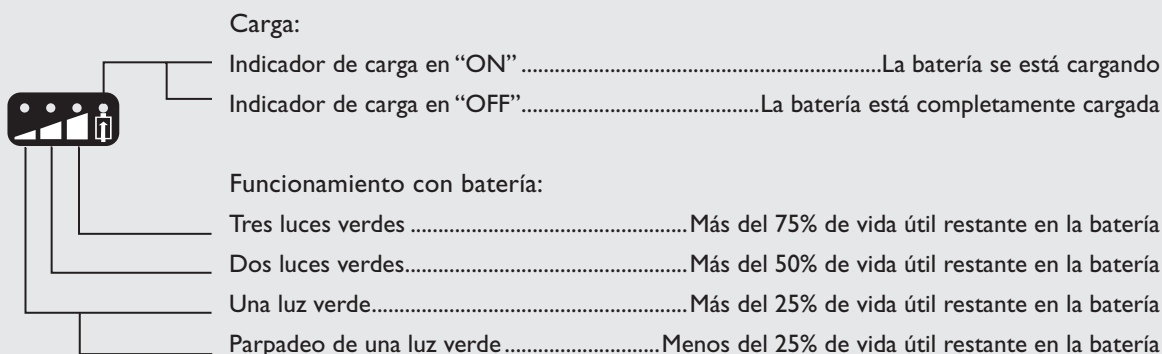 Carga:
Indicador de carga en “ON” ..........................................................................La batería se está cargando
Indicador de carga en “OFF”.................................................La batería está completamente cargada
Funcionamiento con batería:
Tres luces verdes .........................................................Más del 75% de vida útil restante en la batería
Dos luces verdes..........................................................Más del 50% de vida útil restante en la batería
Una luz verde.................................................................Más del 25% de vida útil restante en la batería
Parpadeo de una luz verde ................................Menos del 25% de vida útil restante en la batería